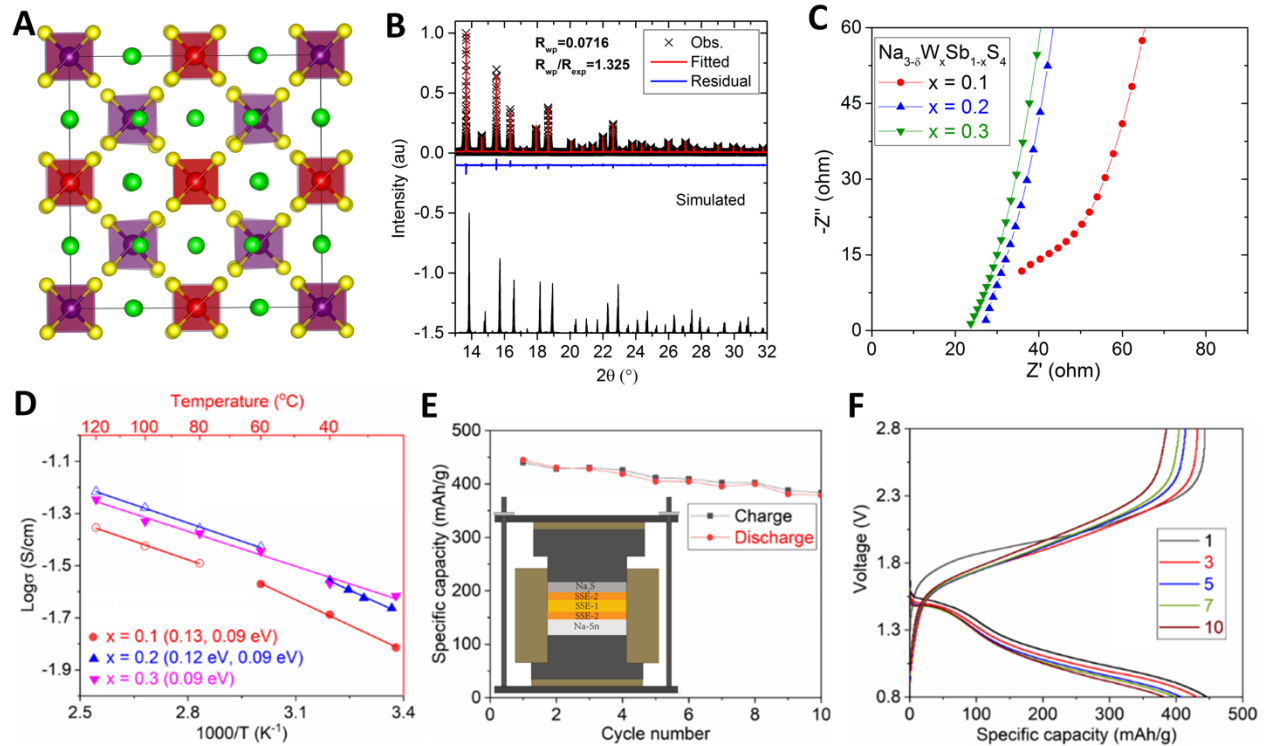 A
B
R_wp=0.0716
R_wp/R_exp=1.325
Obs.
Fitted
Residual
1.0
0.5
0.0
-0.5
-1.0
-1.5
Simulated
Intensity (au)
14 16 18 20 22 24 26 28 30 32
2θ (°)
C
Na_{3-δ}W_xSb_{1-x}S_4
x = 0.1
x = 0.2
x = 0.3
60
45
30
15
0
-Z'' (ohm)
0 20 40 60 80
Z' (ohm)
D
Temperature (°C)
120 100 80 60 40
-1.1
-1.3
-1.5
-1.7
-1.9
Logσ (S/cm)
x = 0.1 (0.13, 0.09 eV)
x = 0.2 (0.12 eV, 0.09 eV)
x = 0.3 (0.09 eV)
2.5 2.8 3.1 3.4
1000/T (K⁻¹)
E
500
400
300
200
100
0
Specific capacity (mAh/g)
Charge
Discharge
Na₂S
SSE-2
SSE-1
SSE-2
Na-Sn
0 2 4 6 8 10
Cycle number
F
2.8
2.3
1.8
1.3
0.8
Voltage (V)
1
3
5
7
10
0 100 200 300 400 500
Specific capacity (mAh/g)